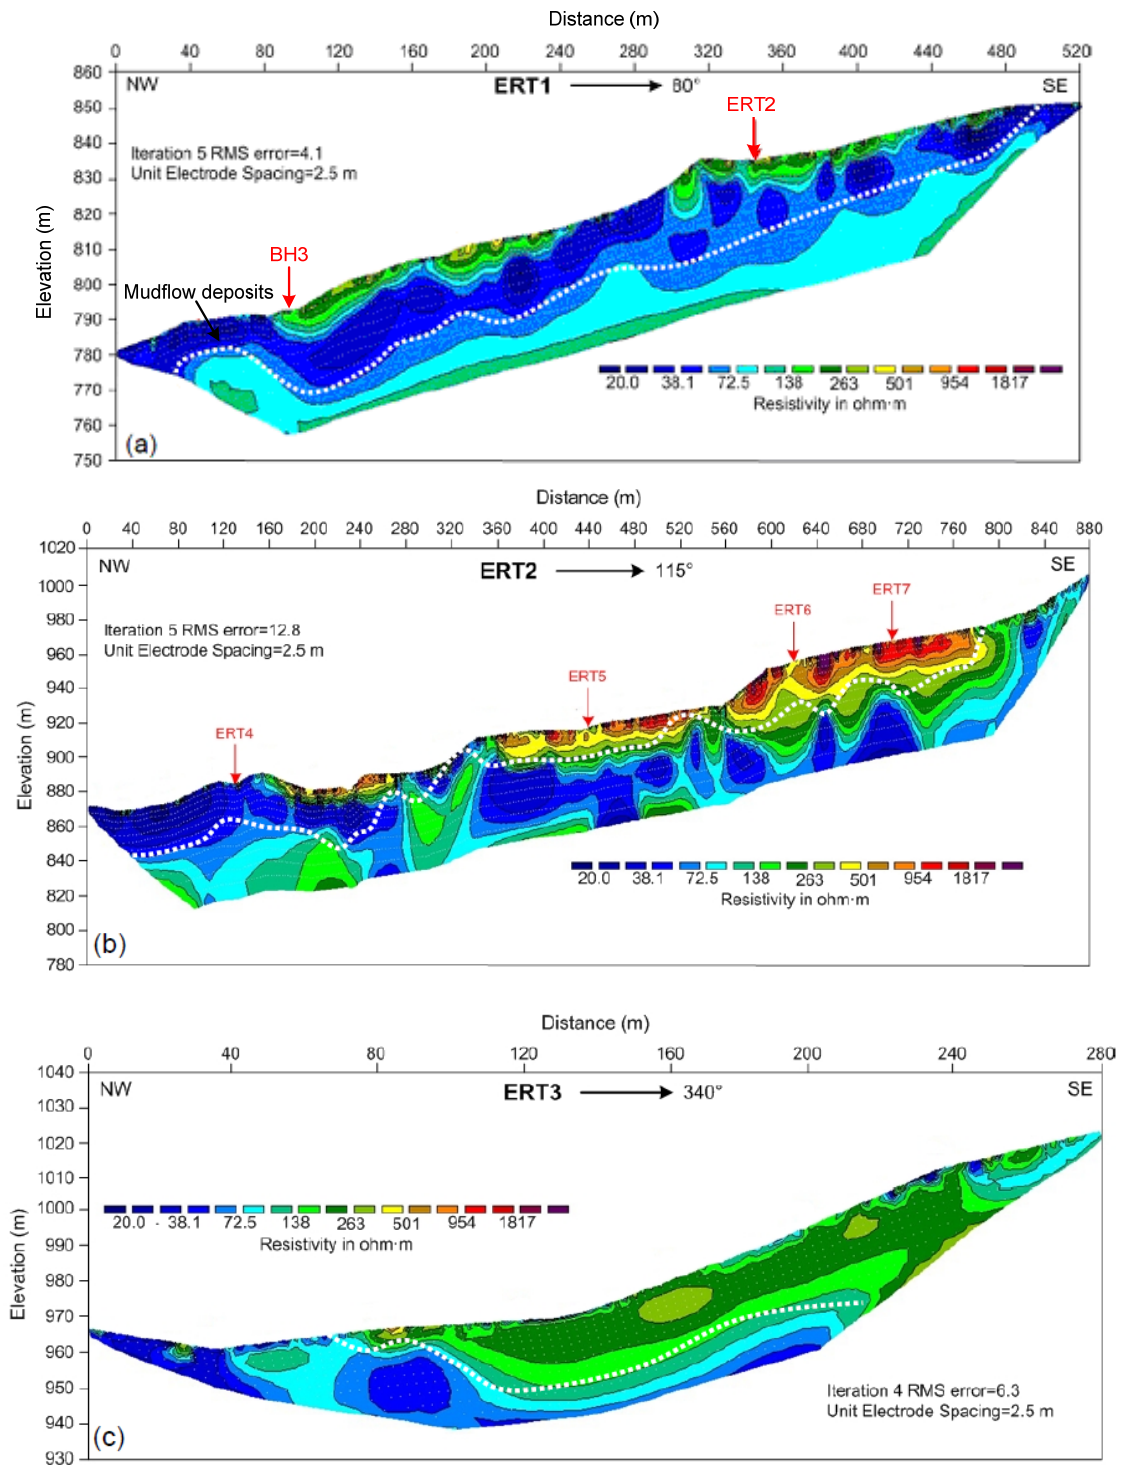 Distance (m)
0 40 80 120 160 200 240 280 320 400 440 480 520
860
850
840
830
820
810
800
790
780
770
760
750
Elevation (m)
NW
ERT1
80°
SE
ERT2
Iteration 5 RMS error=4.1
Unit Electrode Spacing=2.5 m
BH3
Mudflow deposits
20.0 38.1 72.5 138 263 501 954 1817
Resistivity in ohm·m
(a)
Distance (m)
0 40 80 120 160 200 240 280 320 360 400 440 480 520 560 600 640 680 720 760 800 840 880
1020
1000
980
960
940
920
900
880
860
840
820
800
780
Elevation (m)
NW
ERT2
115°
SE
ERT7
ERT6
Iteration 5 RMS error=12.8
Unit Electrode Spacing=2.5 m
ERT5
ERT4
20.0 38.1 72.5 138 263 501 954 1817
Resistivity in ohm·m
(b)
Distance (m)
0 40 80 120 160 200 240 280
1040
1030
1020
1010
1000
990
980
970
960
950
940
930
Elevation (m)
NW
ERT3
340°
SE
20.0 - 38.1 72.5 138 263 501 954 1817
Resistivity in ohm·m
Iteration 4 RMS error=6.3
Unit Electrode Spacing=2.5 m
(c)